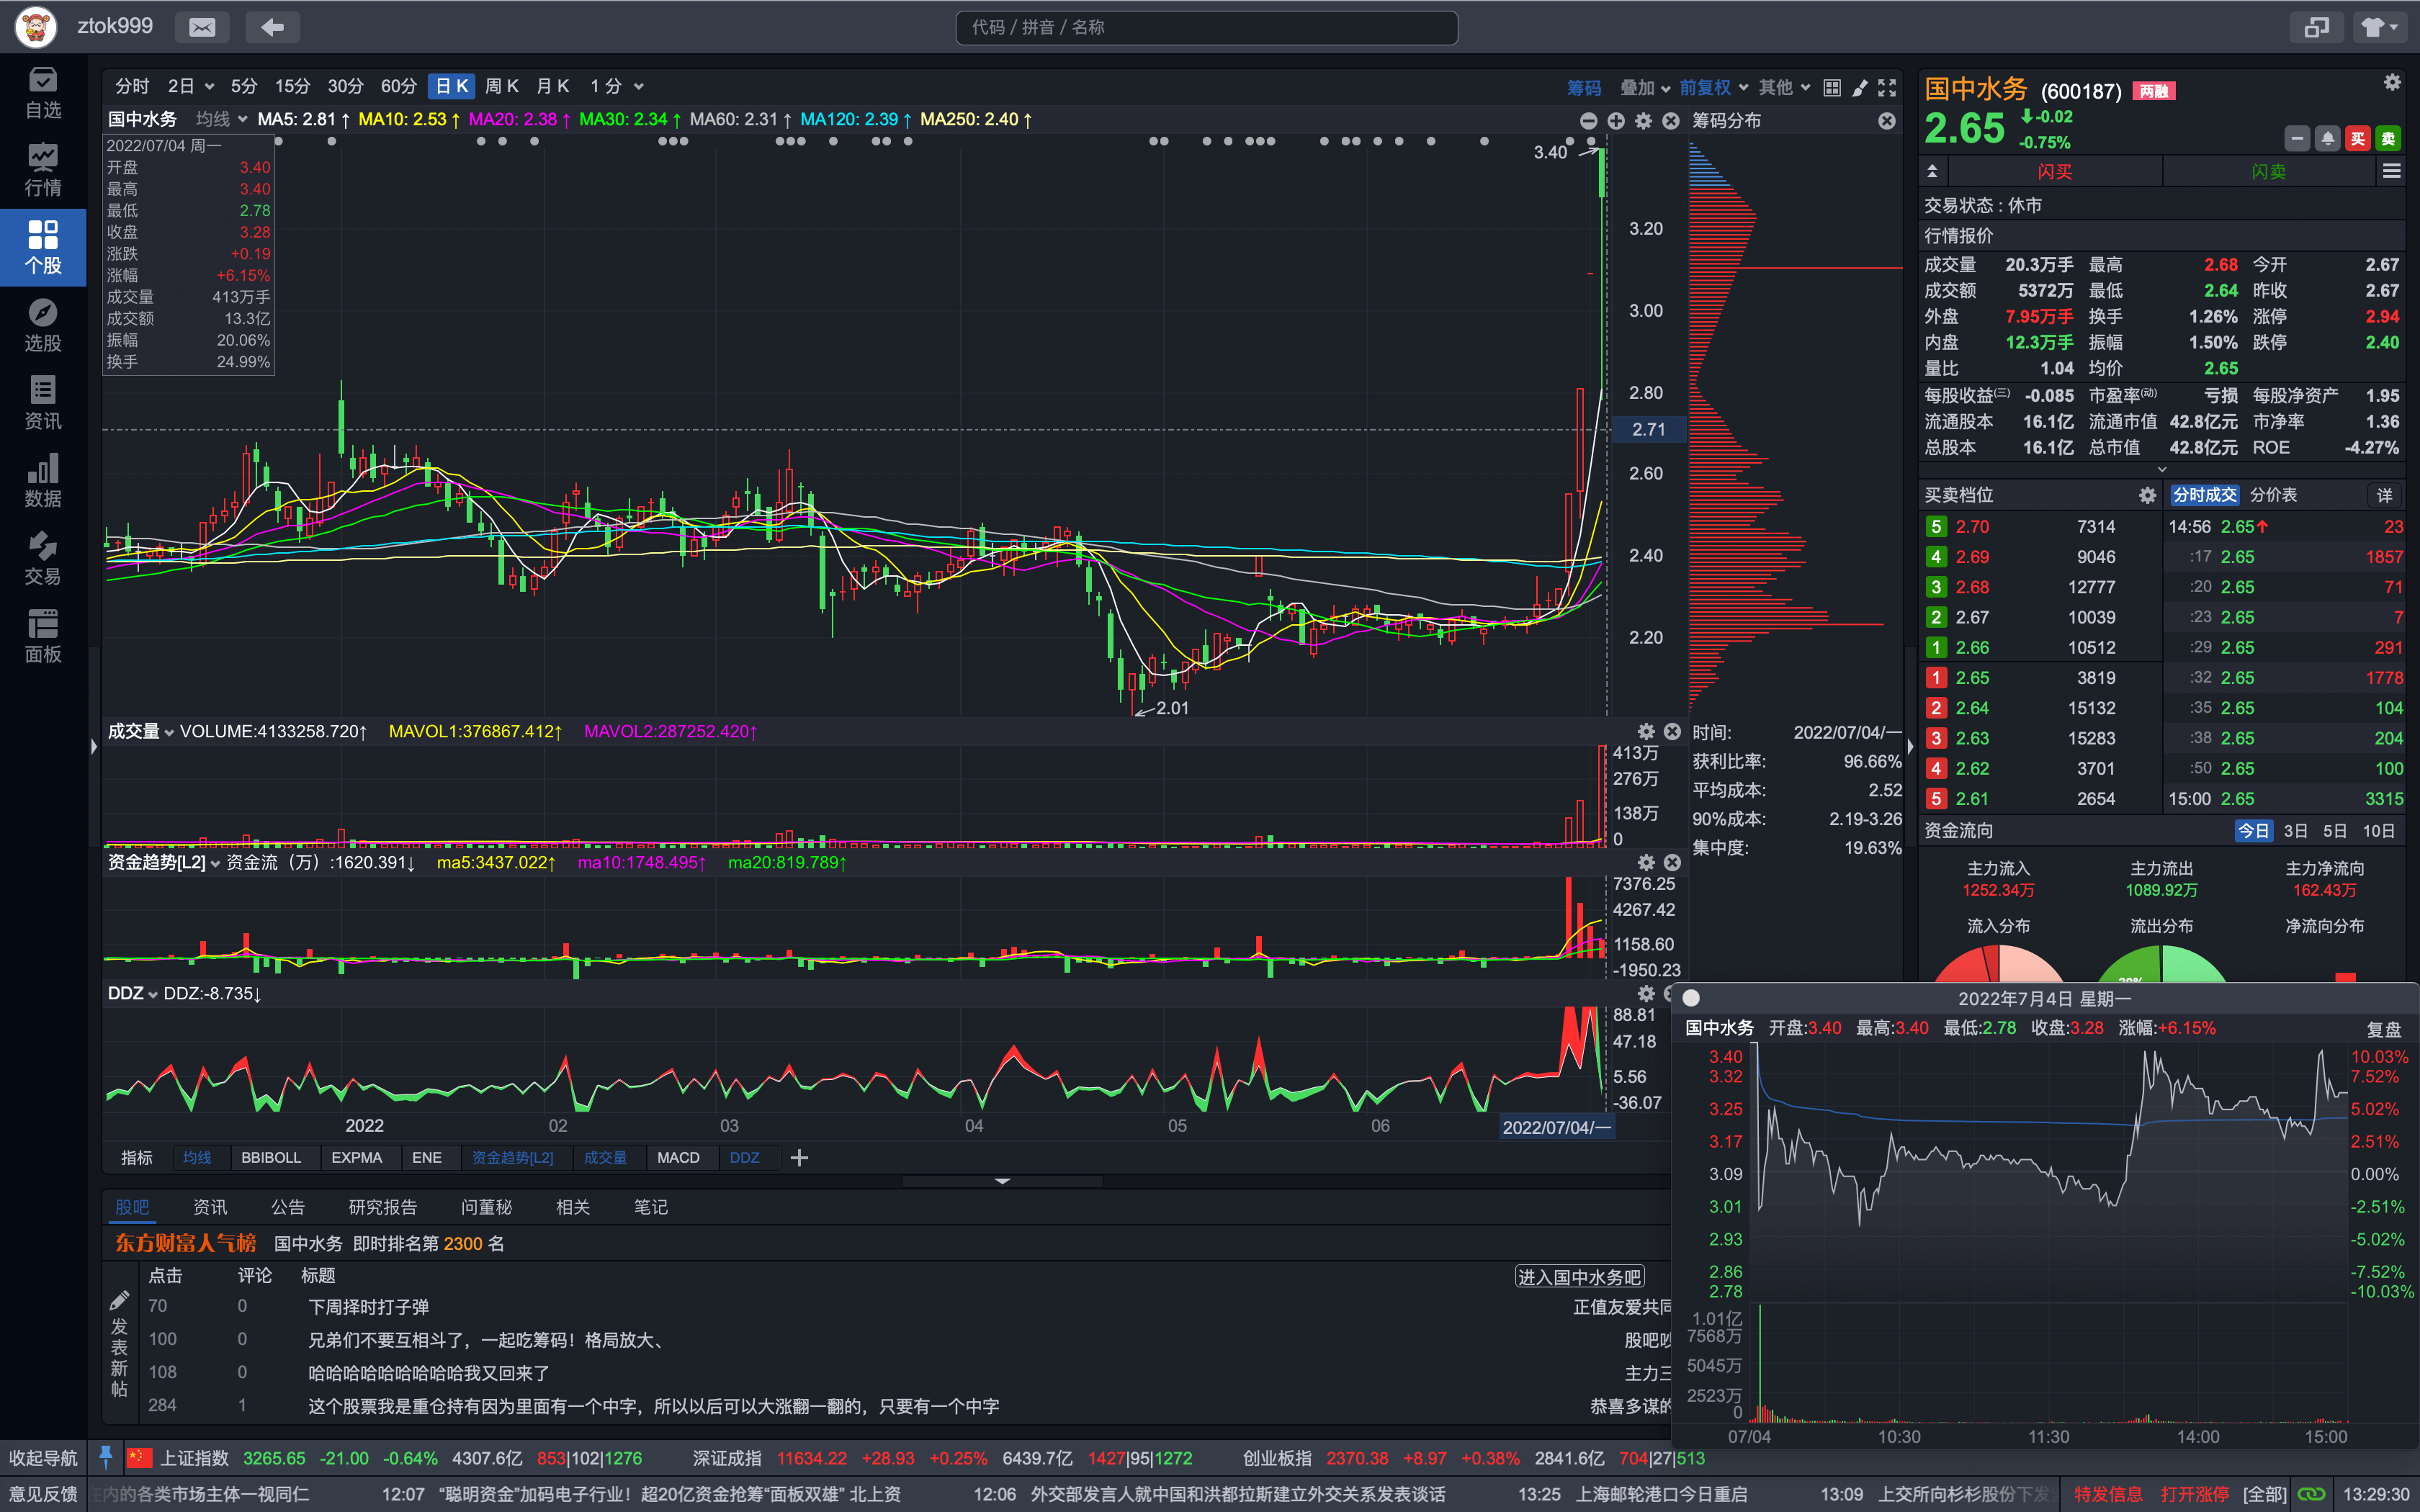 ztok999
代码 / 拼音 / 名称
自选
行情
个股
选股
资讯
数据
交易
面板
分时 2日 5分 15分 30分 60分 日K 周K 月K 1分
筹码 叠加 前复权 其他
国中水务 均线 MA5: 2.81↑ MA10: 2.53↑ MA20: 2.38↑ MA30: 2.34↑ MA60: 2.31↑ MA120: 2.39↑ MA250: 2.40↑
筹码分布
2022/07/04 周一
开盘 3.40
最高 3.40
最低 2.78
收盘 3.28
涨跌 +0.19
涨幅 +6.15%
成交量 413万手
成交额 13.3亿
振幅 20.06%
换手 24.99%
3.40
3.20
3.00
2.80
2.71
2.60
2.40
2.20
2.01
成交量 VOLUME:4133258.720↑ MAVOL1:376867.412↑ MAVOL2:287252.420↑
413万
276万
138万
0
资金趋势[L2] 资金流（万）:1620.391↓ ma5:3437.022↑ ma10:1748.495↑ ma20:819.789↑
7376.25
4267.42
1158.60
-1950.23
DDZ DDZ:-8.735↓
88.81
47.18
5.56
-36.07
2022 02 03 04 05 06 2022/07/04/一
时间: 2022/07/04/一
获利比率: 96.66%
平均成本: 2.52
90%成本: 2.19-3.26
集中度: 19.63%
指标 均线 BBIBOLL EXPMA ENE 资金趋势[L2] 成交量 MACD DDZ
股吧 资讯 公告 研究报告 问董秘 相关 笔记
东方财富人气榜 国中水务 即时排名第 2300 名
点击 评论 标题
进入国中水务吧
发表新帖
70 0 下周择时打子弹 正值友爱共同
100 0 兄弟们不要互相斗了，一起吃筹码！格局放大、 股吧吵
108 0 哈哈哈哈哈哈哈哈哈我又回来了 主力三
284 1 这个股票我是重仓持有因为里面有一个中字，所以以后可以大涨翻一翻的，只要有一个中字 恭喜多谋的
国中水务 (600187) 两融
2.65 -0.02
-0.75%
买 卖
闪买 闪卖
交易状态 : 休市
行情报价
成交量 20.3万手 最高 2.68 今开 2.67
成交额 5372万 最低 2.64 昨收 2.67
外盘 7.95万手 换手 1.26% 涨停 2.94
内盘 12.3万手 振幅 1.50% 跌停 2.40
量比 1.04 均价 2.65
每股收益(三) -0.085 市盈率(动) 亏损 每股净资产 1.95
流通股本 16.1亿 流通市值 42.8亿元 市净率 1.36
总股本 16.1亿 总市值 42.8亿元 ROE -4.27%
买卖档位 分时成交 分价表 详
5 2.70 7314 14:56 2.65↑ 23
4 2.69 9046 :17 2.65 1857
3 2.68 12777 :20 2.65 71
2 2.67 10039 :23 2.65 7
1 2.66 10512 :29 2.65 291
1 2.65 3819 :32 2.65 1778
2 2.64 15132 :35 2.65 104
3 2.63 15283 :38 2.65 204
4 2.62 3701 :50 2.65 100
5 2.61 2654 15:00 2.65 3315
资金流向 今日 3日 5日 10日
主力流入 主力流出 主力净流向
1252.34万 1089.92万 162.43万
流入分布 流出分布 净流向分布
2022年7月4日 星期一
国中水务 开盘:3.40 最高:3.40 最低:2.78 收盘:3.28 涨幅:+6.15% 复盘
3.40 10.03%
3.32 7.52%
3.25 5.02%
3.17 2.51%
3.09 0.00%
3.01 -2.51%
2.93 -5.02%
2.86 -7.52%
2.78 -10.03%
1.01亿
7568万
5045万
2523万
0
07/04 10:30 11:30 14:00 15:00
收起导航 上证指数 3265.65 -21.00 -0.64% 4307.6亿 853|102|1276 深证成指 11634.22 +28.93 +0.25% 6439.7亿 1427|95|1272 创业板指 2370.38 +8.97 +0.38% 2841.6亿 704|27|513
意见反馈 在内的各类市场主体一视同仁 12:07 “聪明资金”加码电子行业！超20亿资金抢筹“面板双雄” 北上资 12:06 外交部发言人就中国和洪都拉斯建立外交关系发表谈话 13:25 上海邮轮港口今日重启 13:09 上交所向杉杉股份下发 特发信息 打开涨停 [全部] 13:29:30